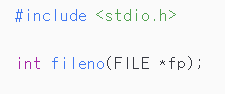 #include <stdio.h>
int fileno(FILE *fp);